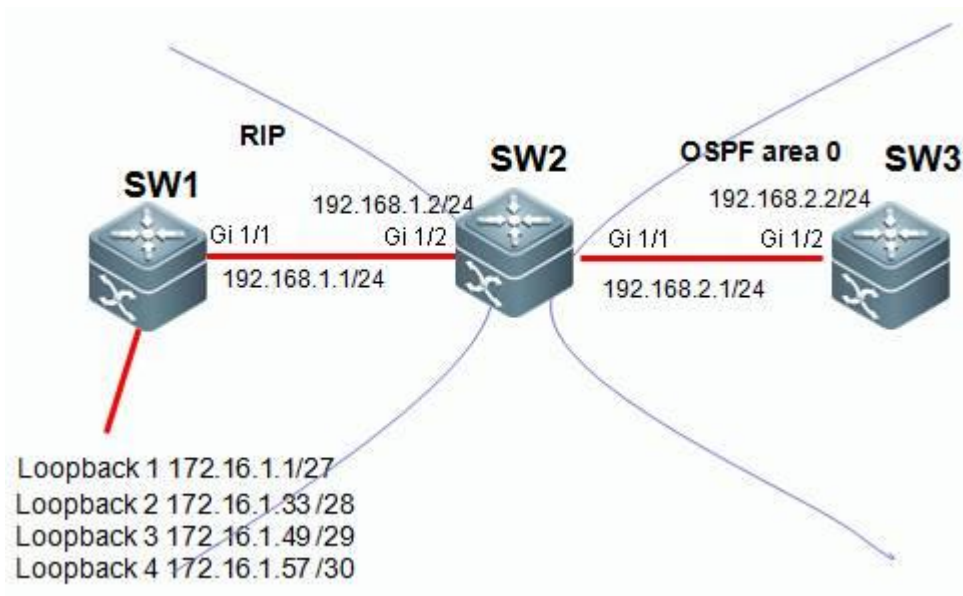 RIP
OSPF area 0
SW1
SW2
SW3
192.168.1.2/24
192.168.2.2/24
Gi 1/1
Gi 1/2
Gi 1/1
Gi 1/2
192.168.1.1/24
192.168.2.1/24
Loopback 1 172.16.1.1/27
Loopback 2 172.16.1.33 /28
Loopback 3 172.16.1.49 /29
Loopback 4 172.16.1.57 /30